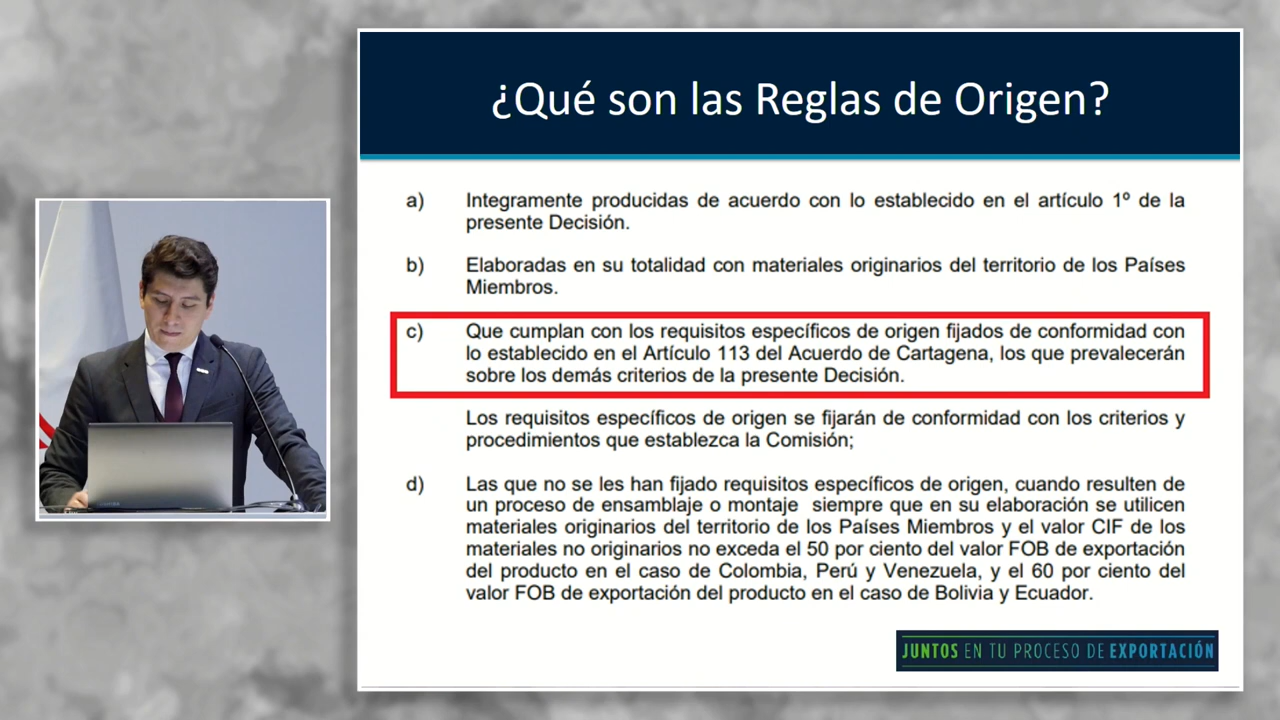 ¿Qué son las Reglas de Origen?
a) Integramente producidas de acuerdo con lo establecido en el artículo 1º de la
presente Decisión.
b) Elaboradas en su totalidad con materiales originarios del territorio de los Países
Miembros.
c) Que cumplan con los requisitos específicos de origen fijados de conformidad con
lo establecido en el Artículo 113 del Acuerdo de Cartagena, los que prevalecerán
sobre los demás criterios de la presente Decisión.
Los requisitos específicos de origen se fijarán de conformidad con los criterios y
procedimientos que establezca la Comisión;
d) Las que no se les han fijado requisitos específicos de origen, cuando resulten de
un proceso de ensamblaje o montaje siempre que en su elaboración se utilicen
materiales originarios del territorio de los Países Miembros y el valor CIF de los
materiales no originarios no exceda el 50 por ciento del valor FOB de exportación
del producto en el caso de Colombia, Perú y Venezuela, y el 60 por ciento del
valor FOB de exportación del producto en el caso de Bolivia y Ecuador.
JUNTOS EN TU PROCESO DE EXPORTACIÓN